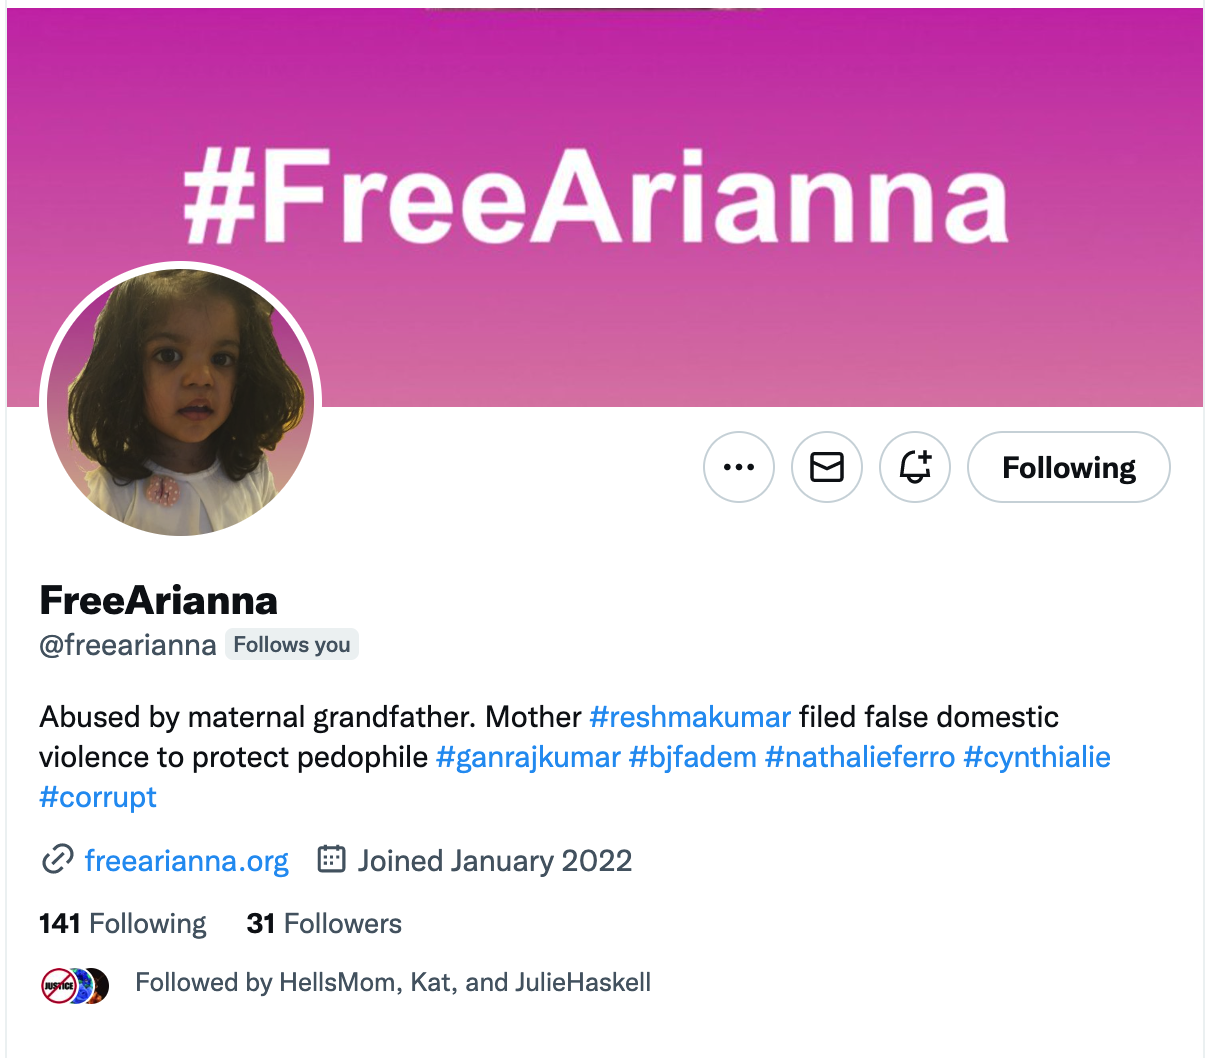 #FreeArianna
Following
FreeArianna
@freearianna Follows you
Abused by maternal grandfather. Mother #reshmakumar filed false domestic
violence to protect pedophile #ganrajkumar #bjfadem #nathalieferro #cynthialie
#corrupt
freearianna.org Joined January 2022
141 Following 31 Followers
JUSTICE
Followed by HellsMom, Kat, and JulieHaskell